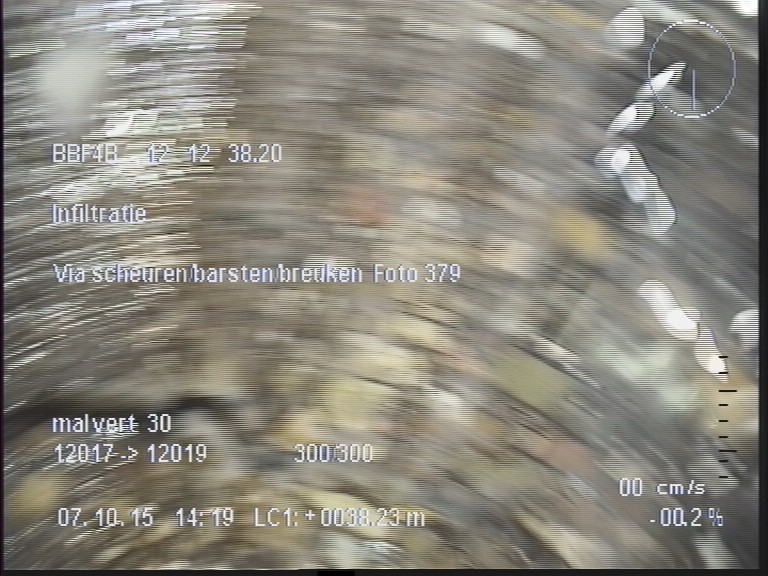 BBF4B 12 12 38.20
Infiltratie
Via scheuren/barsten/breuken Foto 379
malvert 30
12017 -> 12019 300/300
00 cm/s
07.10.15 14:19 LC1: +0038.23 m -00.2 %